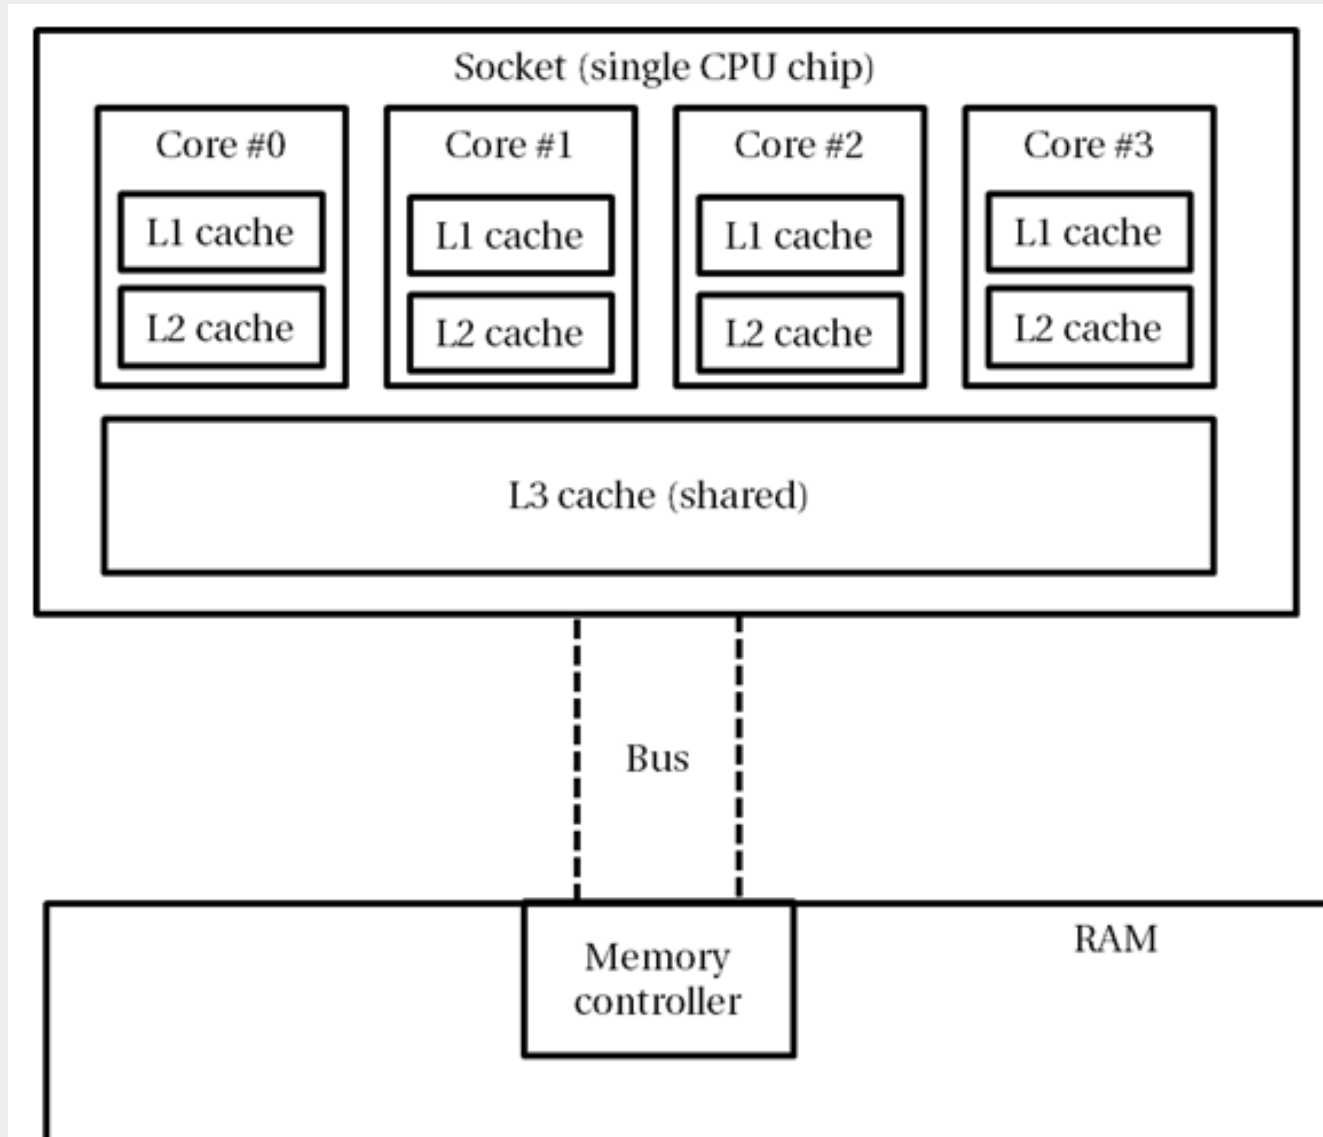 Socket (single CPU chip)
Core #0
L1 cache
L2 cache
Core #1
L1 cache
L2 cache
Core #2
L1 cache
L2 cache
Core #3
L1 cache
L2 cache
L3 cache (shared)
Bus
Memory
controller
RAM